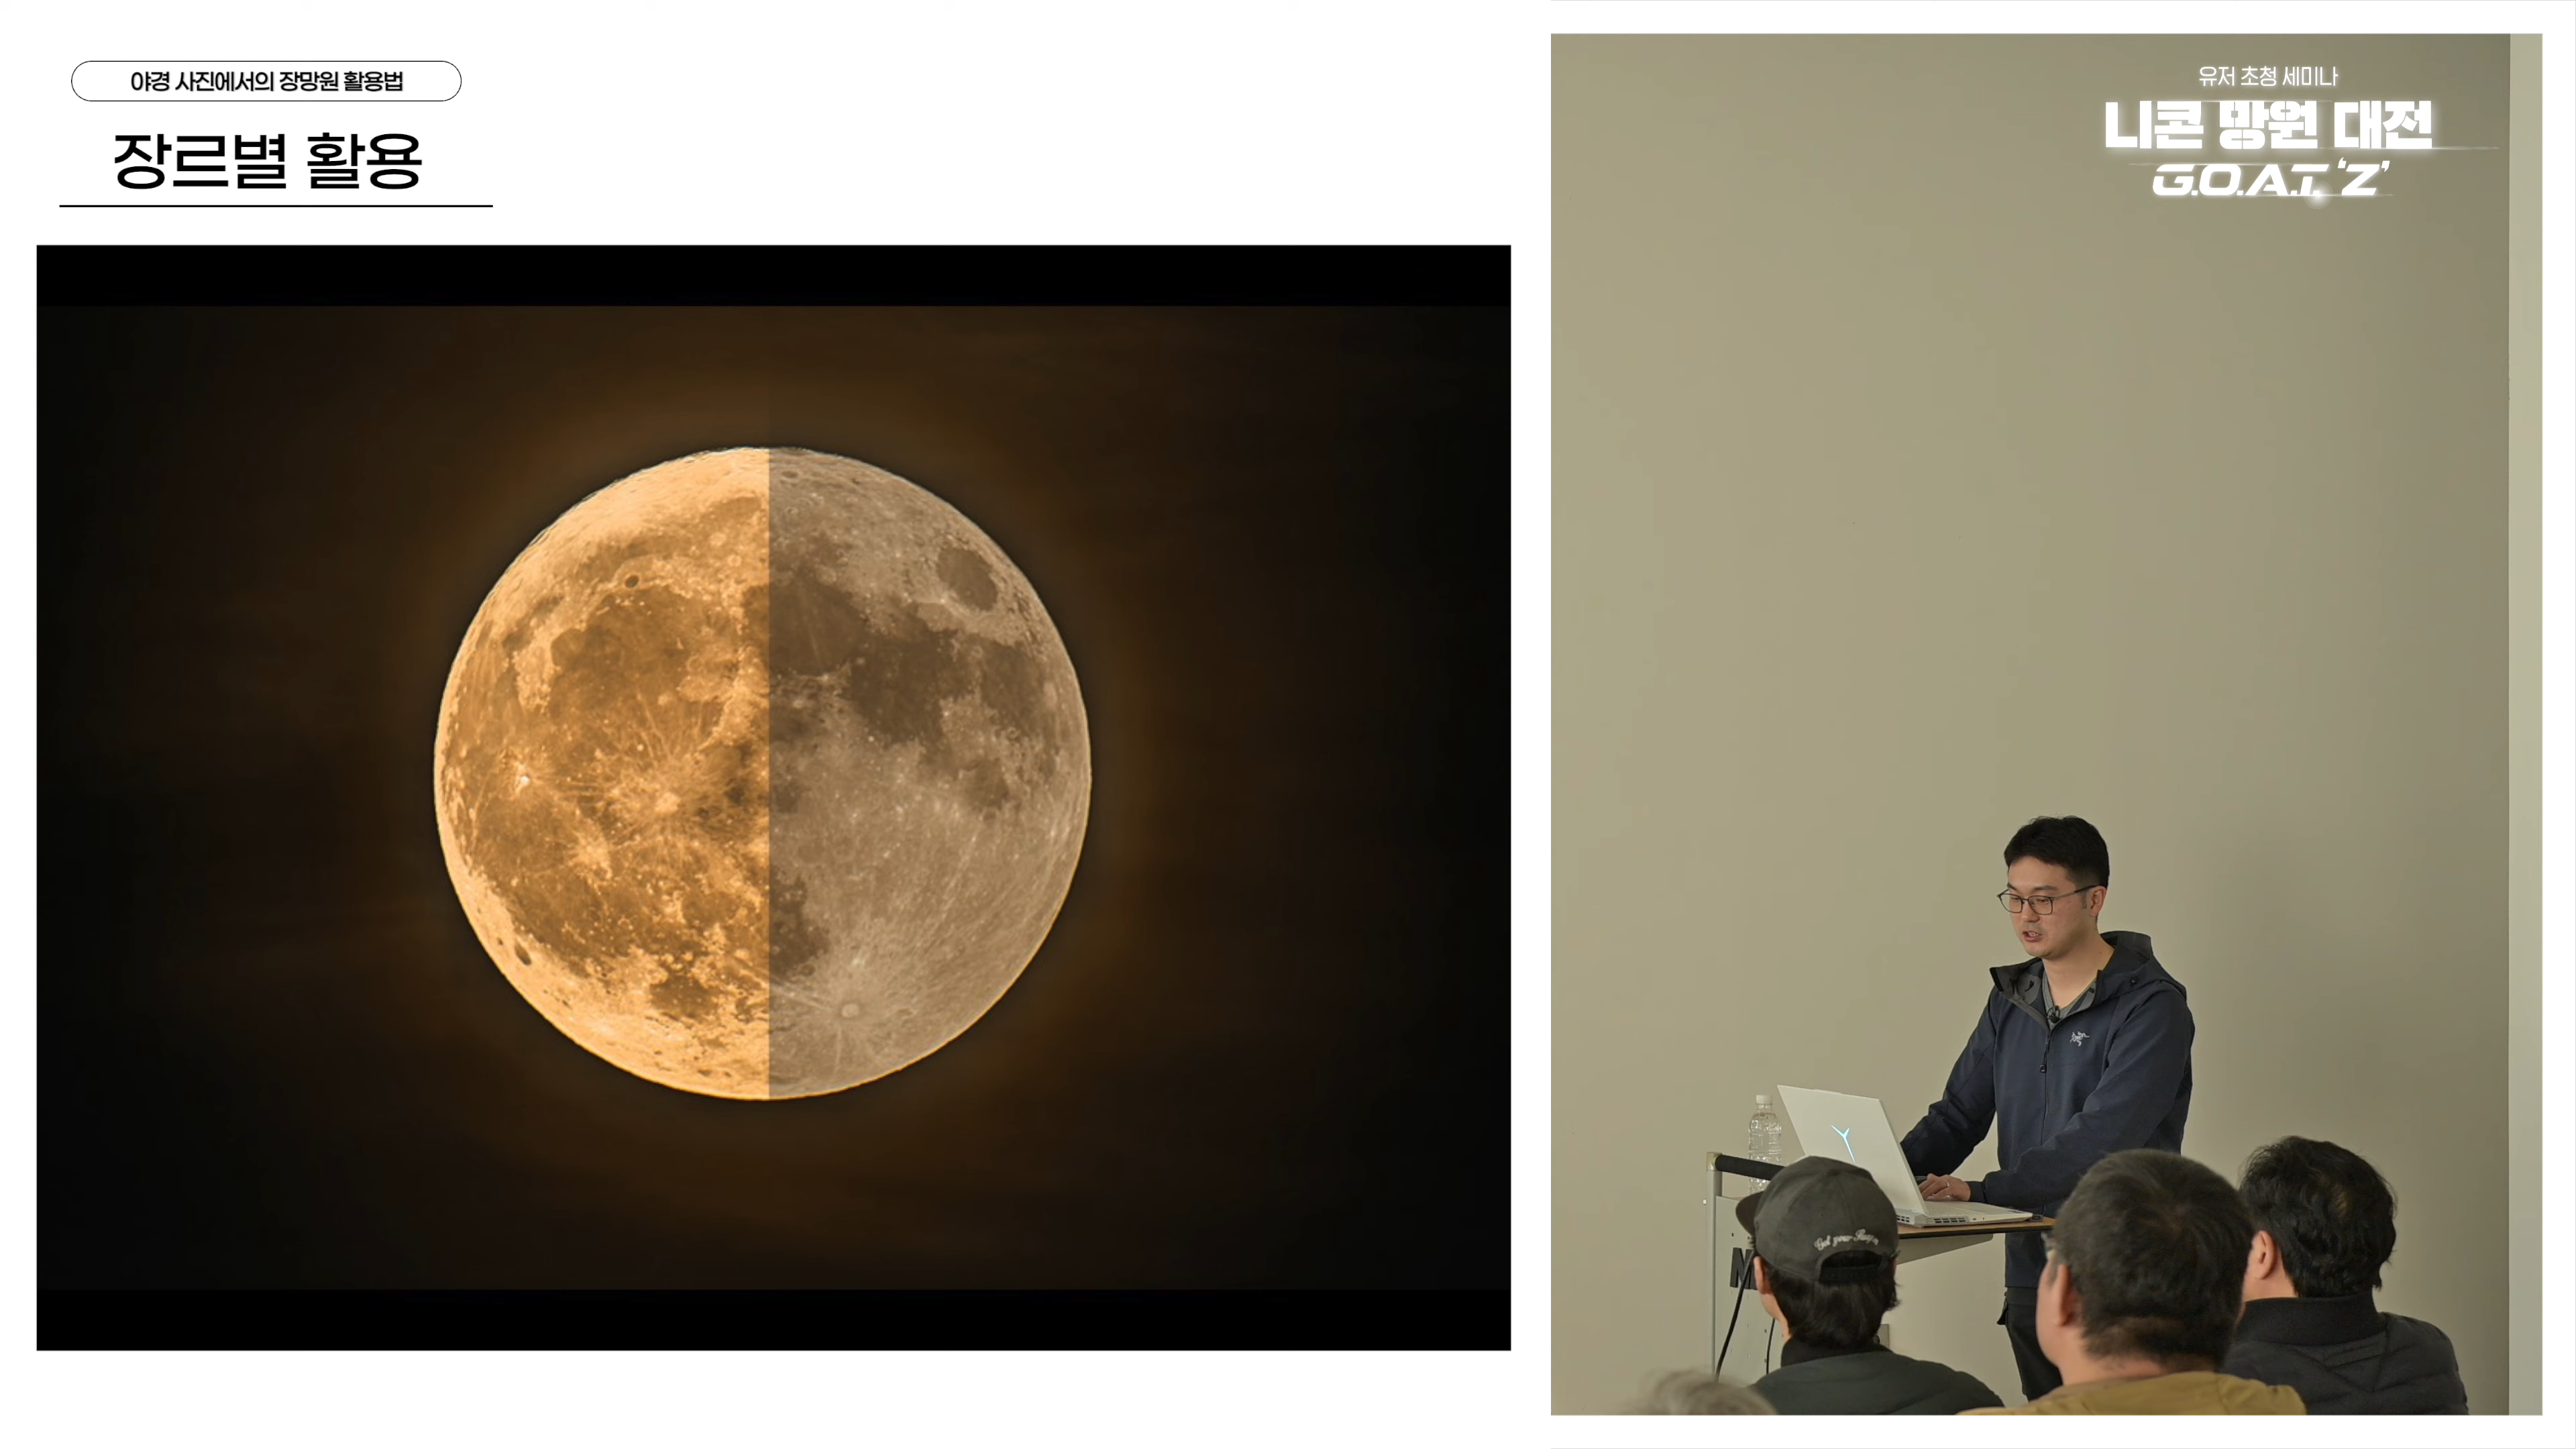 야경 사진에서의 장망원 활용법
장르별 활용
유저 초청 세미나
니콘 망원 대전
G.O.A.T. 'Z'